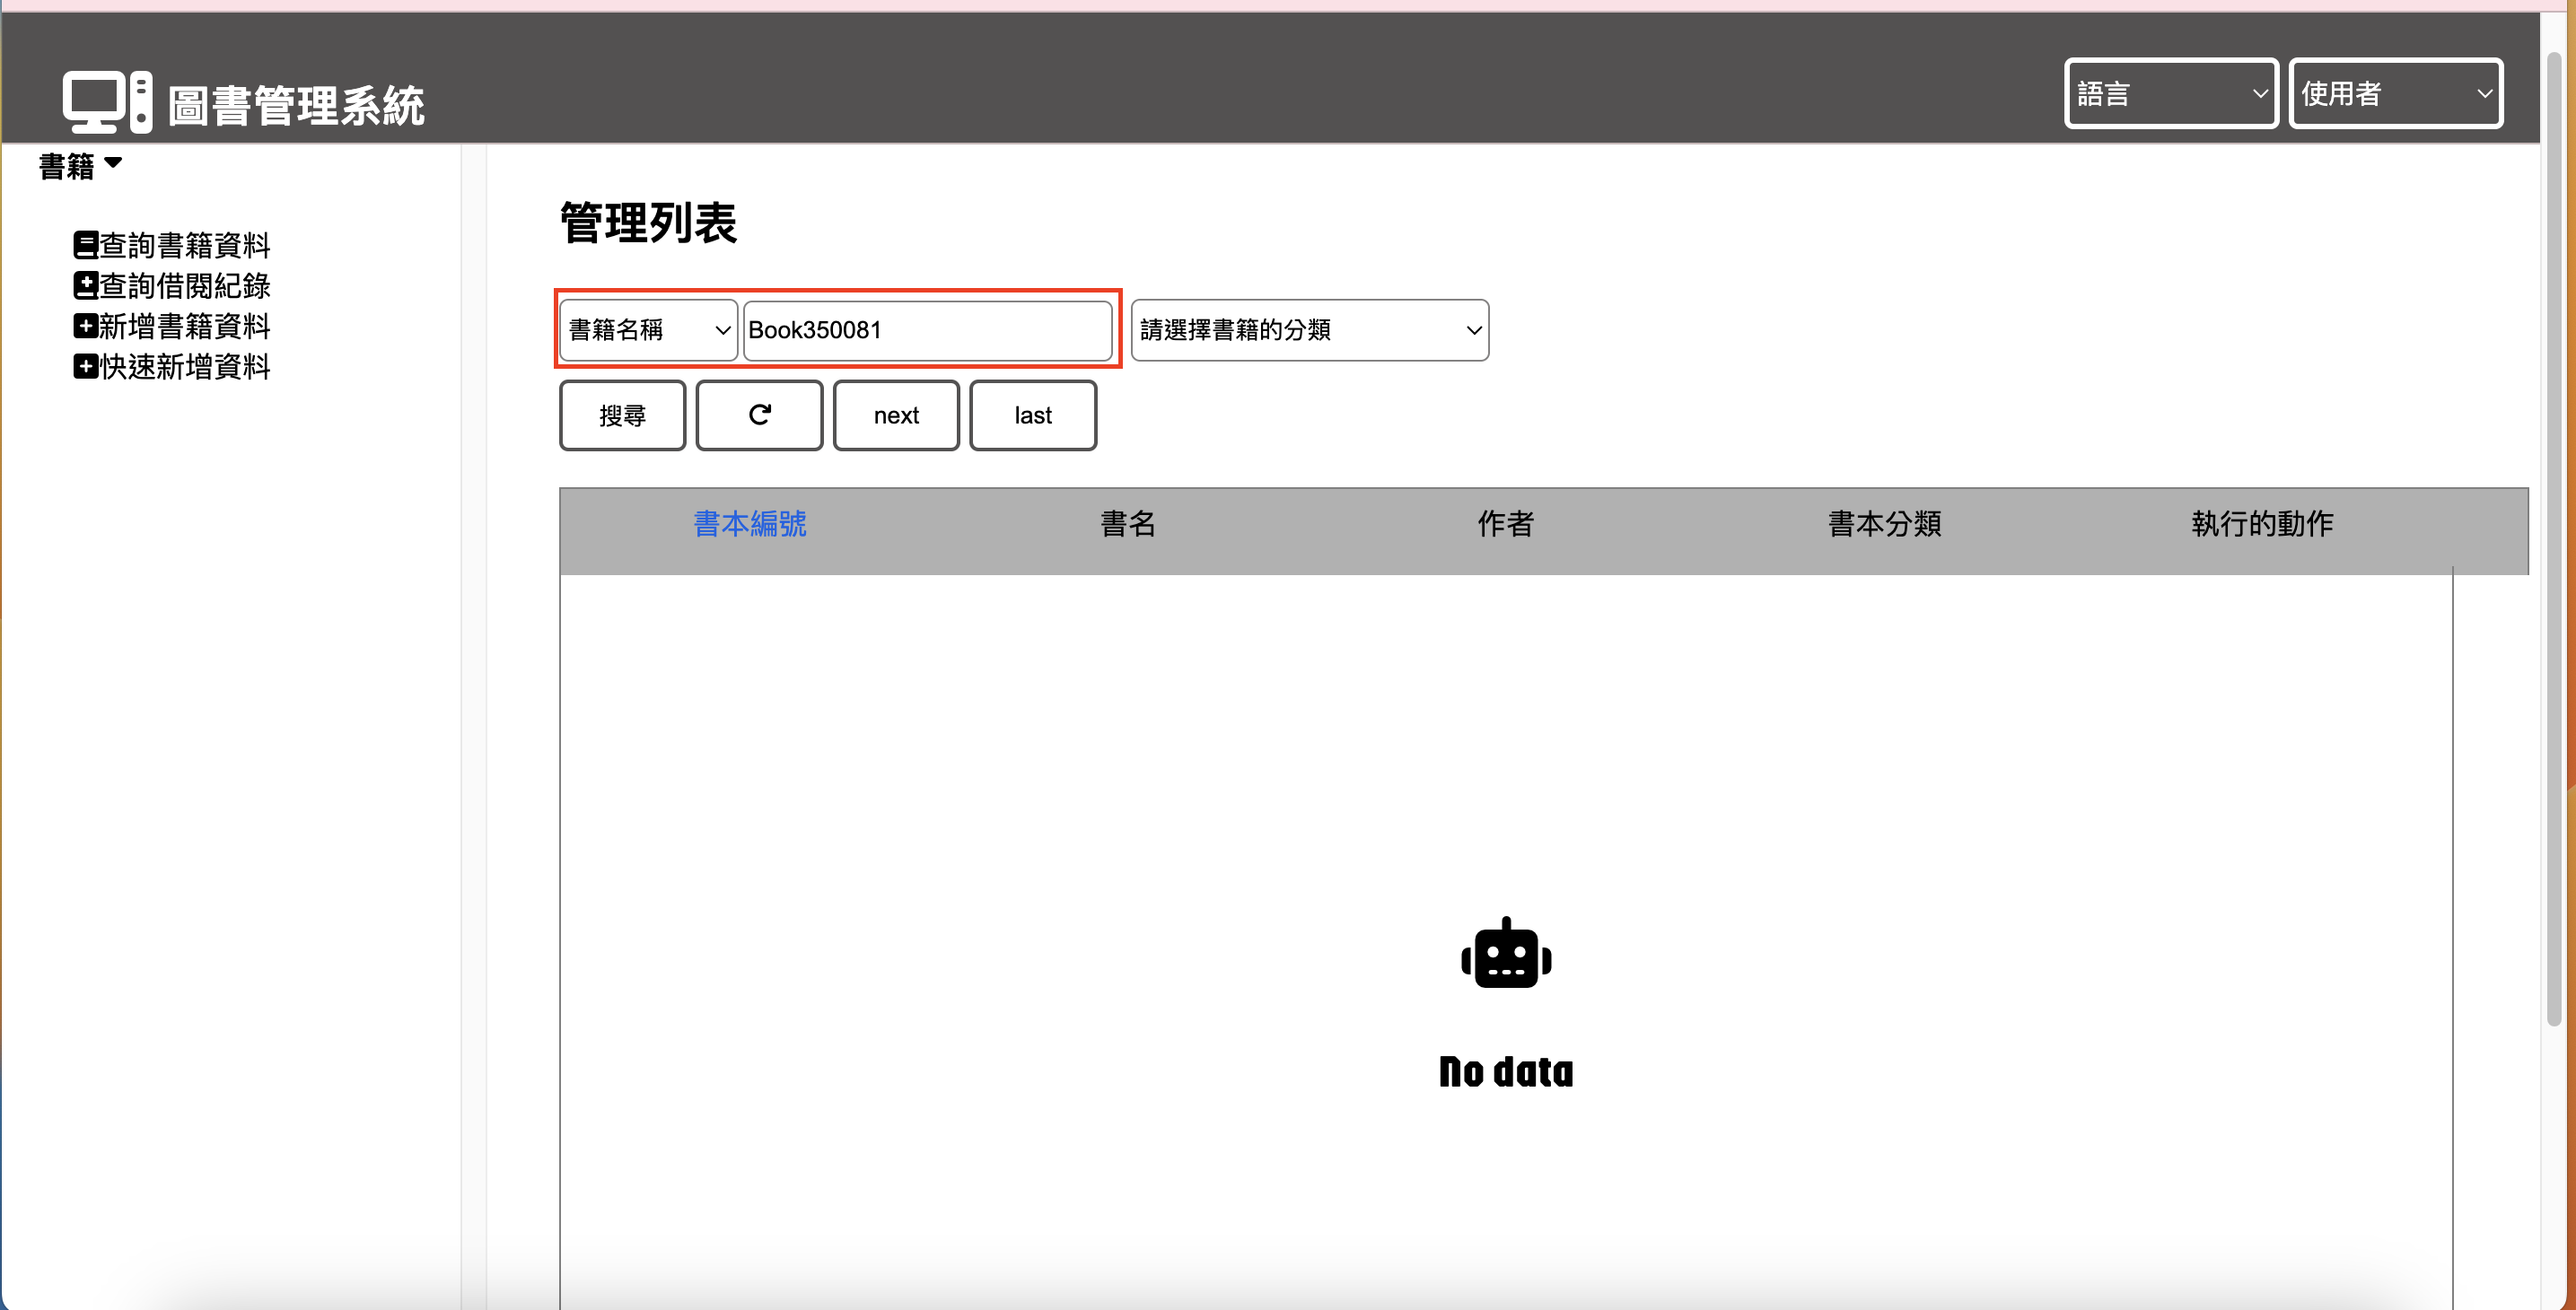 圖書管理系統
語言
使用者
書籍
查詢書籍資料
查詢借閱紀錄
新增書籍資料
快速新增資料
管理列表
書籍名稱
Book350081
請選擇書籍的分類
搜尋
next
last
書本編號
書名
作者
書本分類
執行的動作
No data